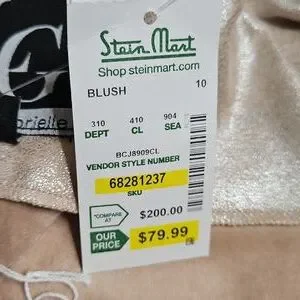 Stein Mart
Shop steinmart.com
BLUSH 10
310 410 904
DEPT CL SEA
BCJ8909CL
VENDOR STYLE NUMBER
68281237
SKU
"COMPARE AT $200.00
OUR PRICE $79.99
G
brielle